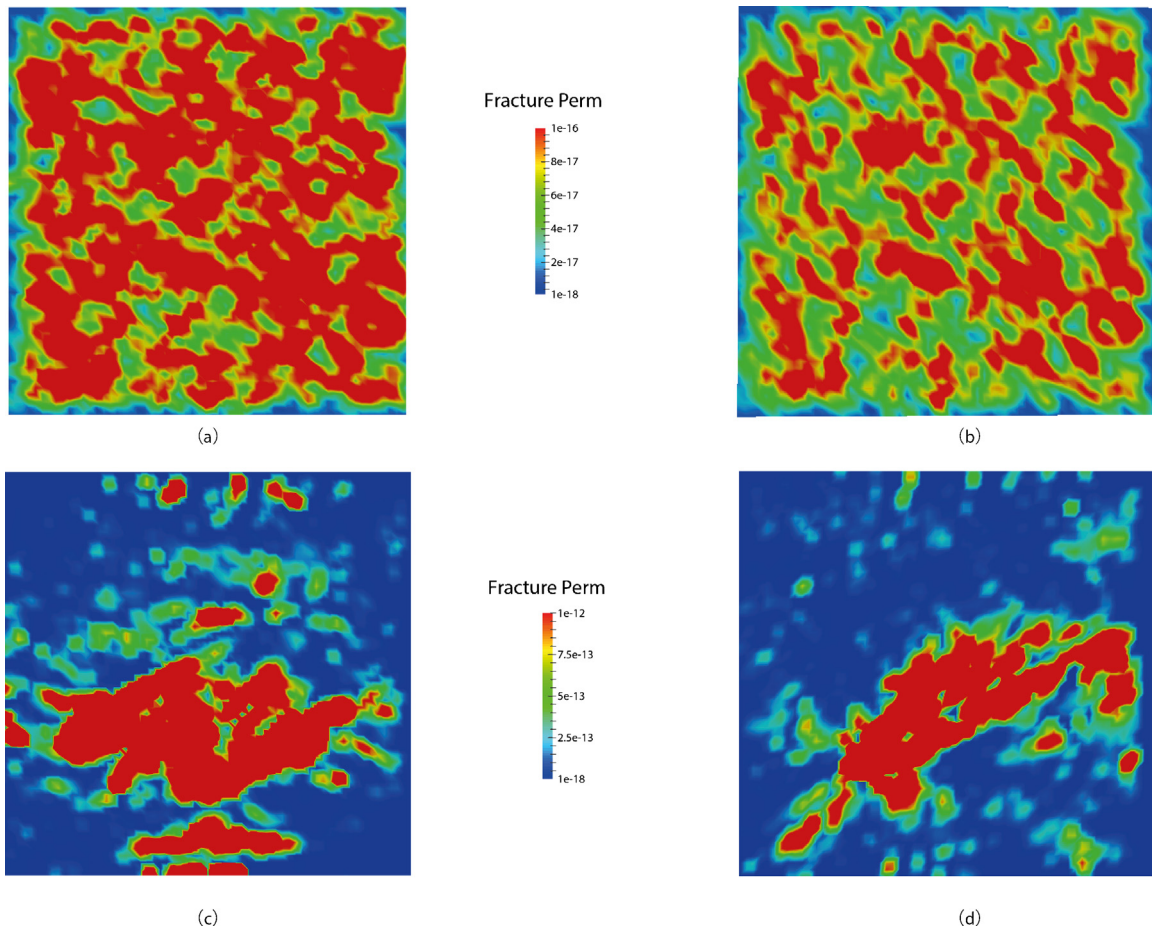 Fracture Perm
1e-16
8e-17
6e-17
4e-17
2e-17
1e-18
(a)
(b)
Fracture Perm
1e-12
7.5e-13
5e-13
2.5e-13
1e-18
(c)
(d)